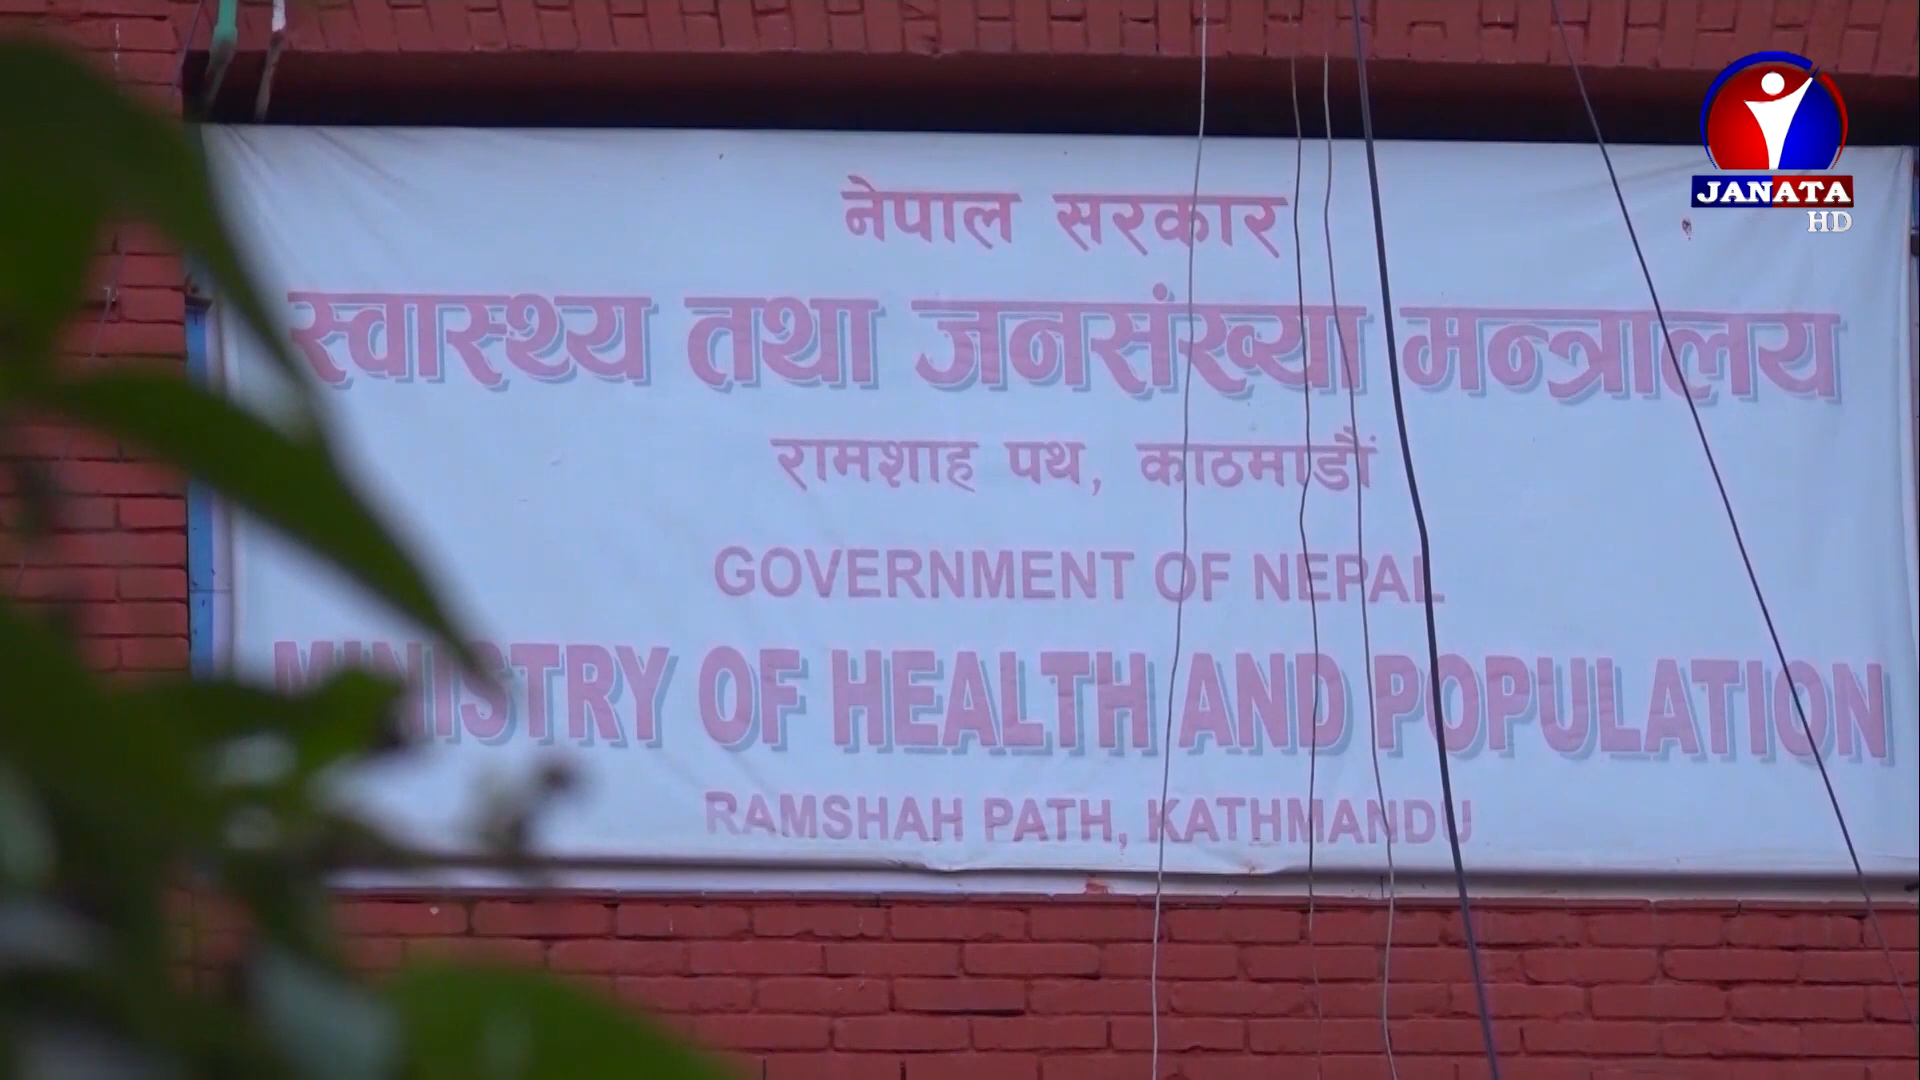 JANATA
HD
नेपाल सरकार
स्वास्थ्य तथा जनसंख्या मन्त्रालय
रामशाह पथ, काठमाडौं
GOVERNMENT OF NEPAL
MINISTRY OF HEALTH AND POPULATION
RAMSHAH PATH, KATHMANDU